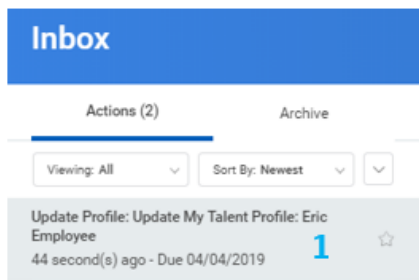 Inbox
Actions (2)
Archive
Viewing: All
Sort By: Newest
Update Profile: Update My Talent Profile: Eric
Employee
44 second(s) ago - Due 04/04/2019
1